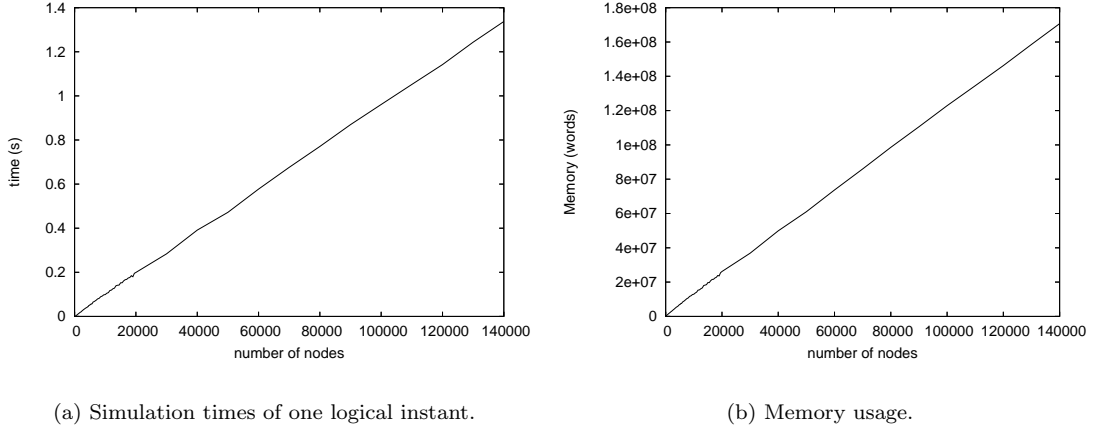 1.4
1.2
1
0.8
0.6
0.4
0.2
0
time (s)
0 20000 40000 60000 80000 100000 120000 140000
number of nodes
(a) Simulation times of one logical instant.
1.8e+08
1.6e+08
1.4e+08
1.2e+08
1e+08
8e+07
6e+07
4e+07
2e+07
0
Memory (words)
0 20000 40000 60000 80000 100000 120000 140000
number of nodes
(b) Memory usage.